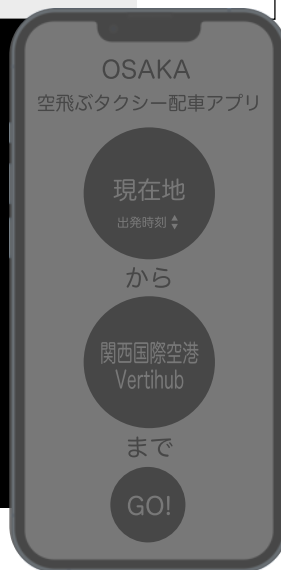 OSAKA
空飛ぶタクシー配車アプリ
現在地
出発時刻
から
関西国際空港
Vertihub
まで
GO!